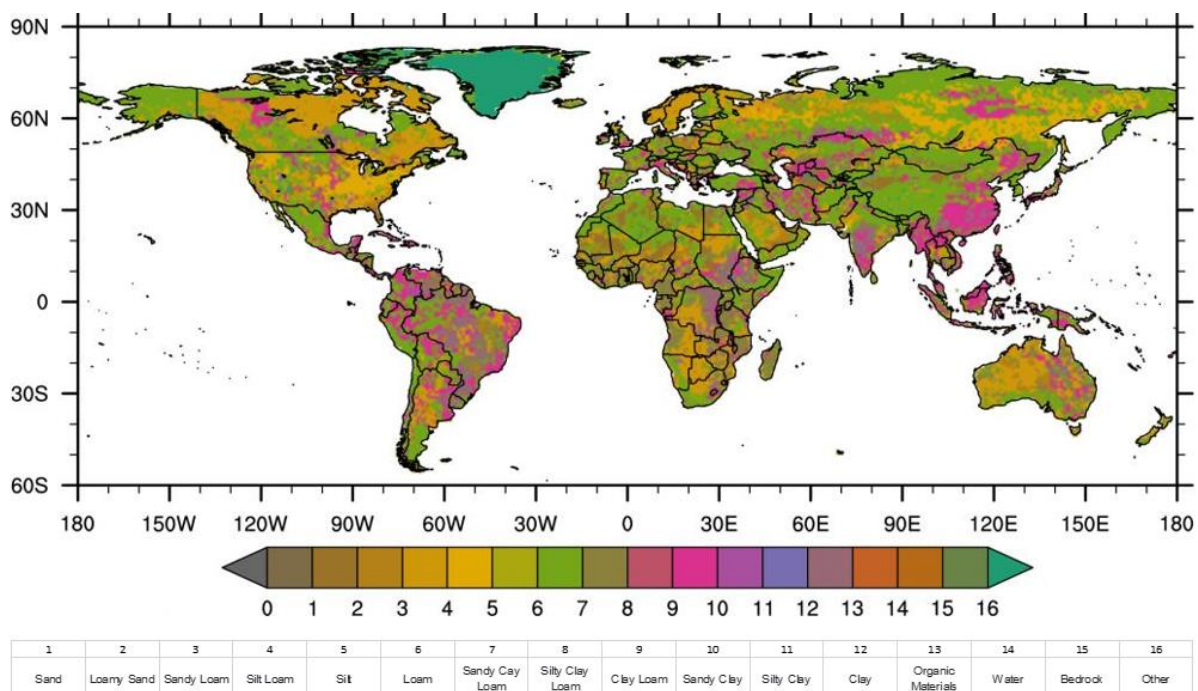 90N
60N
30N
0
30S
60S
180 150W 120W 90W 60W 30W 0 30E 60E 90E 120E 150E 180
0 1 2 3 4 5 6 7 8 9 10 11 12 13 14 15 16
1 2 3 4 5 6 7 8 9 10 11 12 13 14 15 16
Sand Loamy Sand Sandy Loam Silt Loam Silt Loam Sandy Cay Loam Silty Clay Loam Clay Loam Sandy Clay Silty Clay Clay Organic Materials Water Bedrock Other